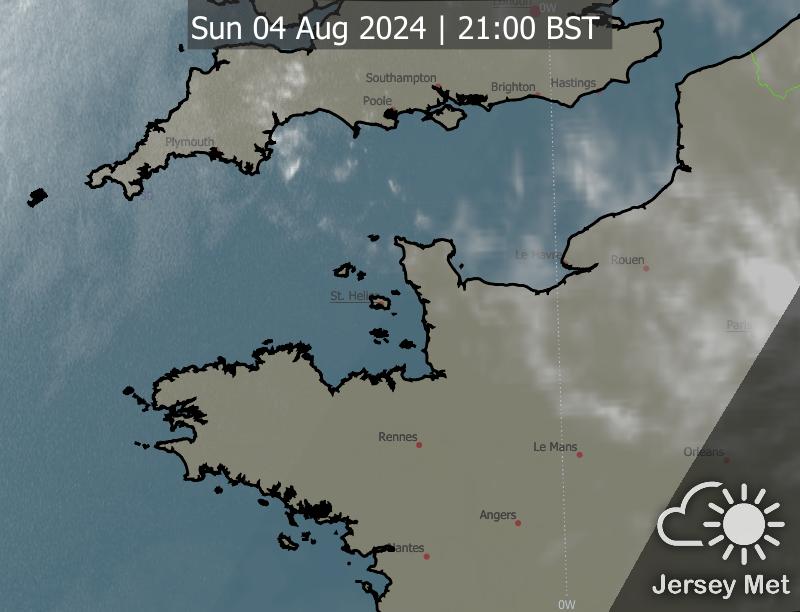 London
0W
Sun 04 Aug 2024 | 21:00 BST
Southampton
Brighton
Hastings
Poole
Plymouth
Le Havre
Rouen
St. Helier
Paris
Rennes
Le Mans
Orleans
Angers
Nantes
0W
Jersey Met